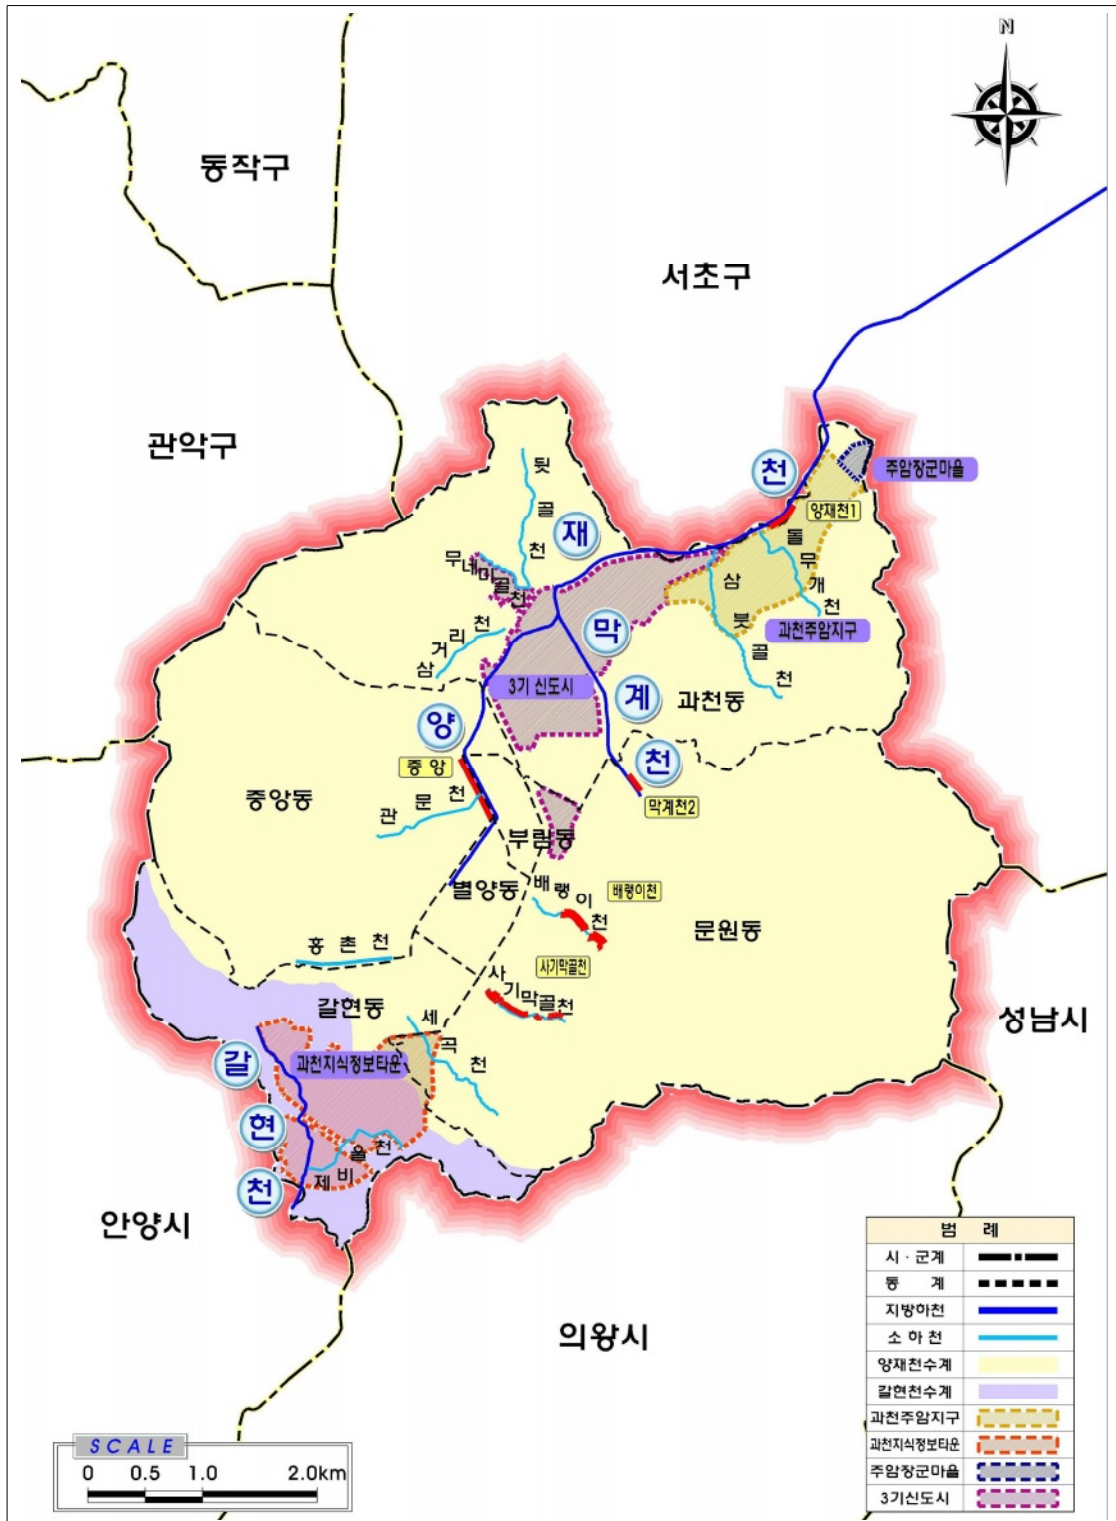 N
동작구
서초구
관악구
천
주암장군마을
양재천1
뒷골천
재
돌무개천
무네미골천
삼붓골천
막
과천주암지구
삼거리천
3기 신도시
계
과천동
양
천
중앙
막계천2
중앙동
관문천
부림동
별양동
배랭이천
배랭이천
문원동
홍촌천
사기막골천
사기막골천
갈현동
세곡천
성남시
갈
과천지식정보타운
현
제비울천
천
안양시
의왕시
범 례
시·군계
동 계
지방하천
소하천
양재천수계
갈현천수계
과천주암지구
과천지식정보타운
주암장군마을
3기신도시
SCALE
0 0.5 1.0 2.0km